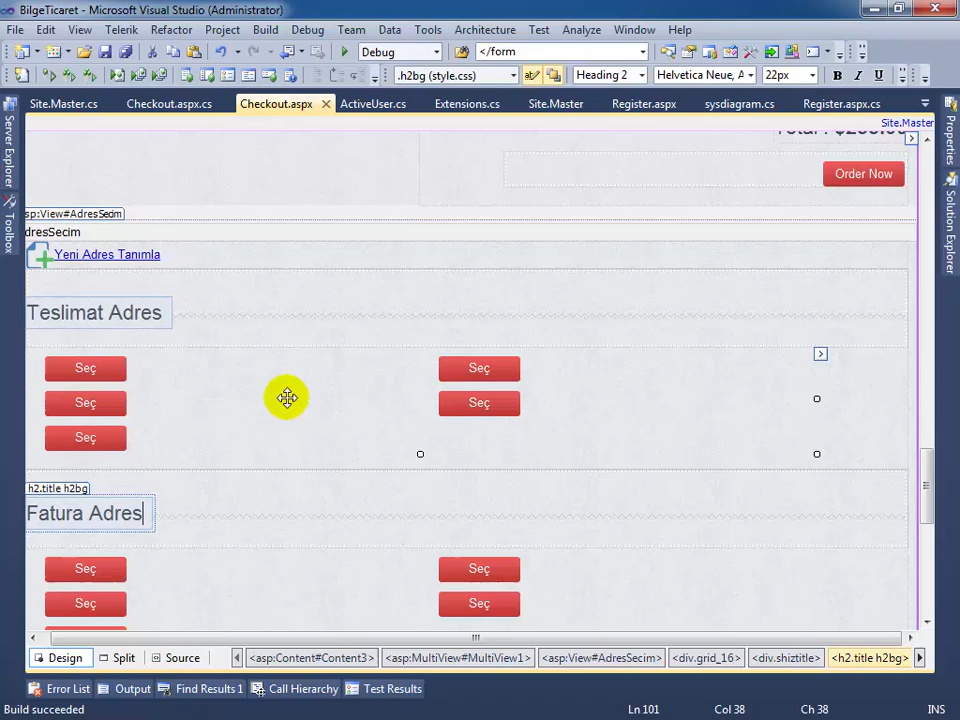 BilgeTicaret - Microsoft Visual Studio (Administrator)
File Edit View Telerik Refactor Project Build Debug Team Data Tools Architecture Test Analyze Window Help
Debug </form
.h2bg (style.css) Heading 2 Helvetica Neue, A 22px B I U
Site.Master.cs Checkout.aspx.cs Checkout.aspx ActiveUser.cs Extensions.cs Site.Master Register.aspx sysdiagram.cs Register.aspx.cs
Site.Master
Server Explorer
Toolbox
Properties
Solution Explorer
Order Now
asp:View#AdresSecim
dresSecim
Yeni Adres Tanımla
Teslimat Adres
Seç Seç
Seç Seç
Seç
h2.title h2bg
Fatura Adres
Seç Seç
Seç Seç
Design Split Source <asp:Content#Content3> <asp:MultiView#MultiView1> <asp:View#AdresSecim> <div.grid_16> <div.shiztitle> <h2.title h2bg>
Error List Output Find Results 1 Call Hierarchy Test Results
Build succeeded Ln 101 Col 38 Ch 38 INS